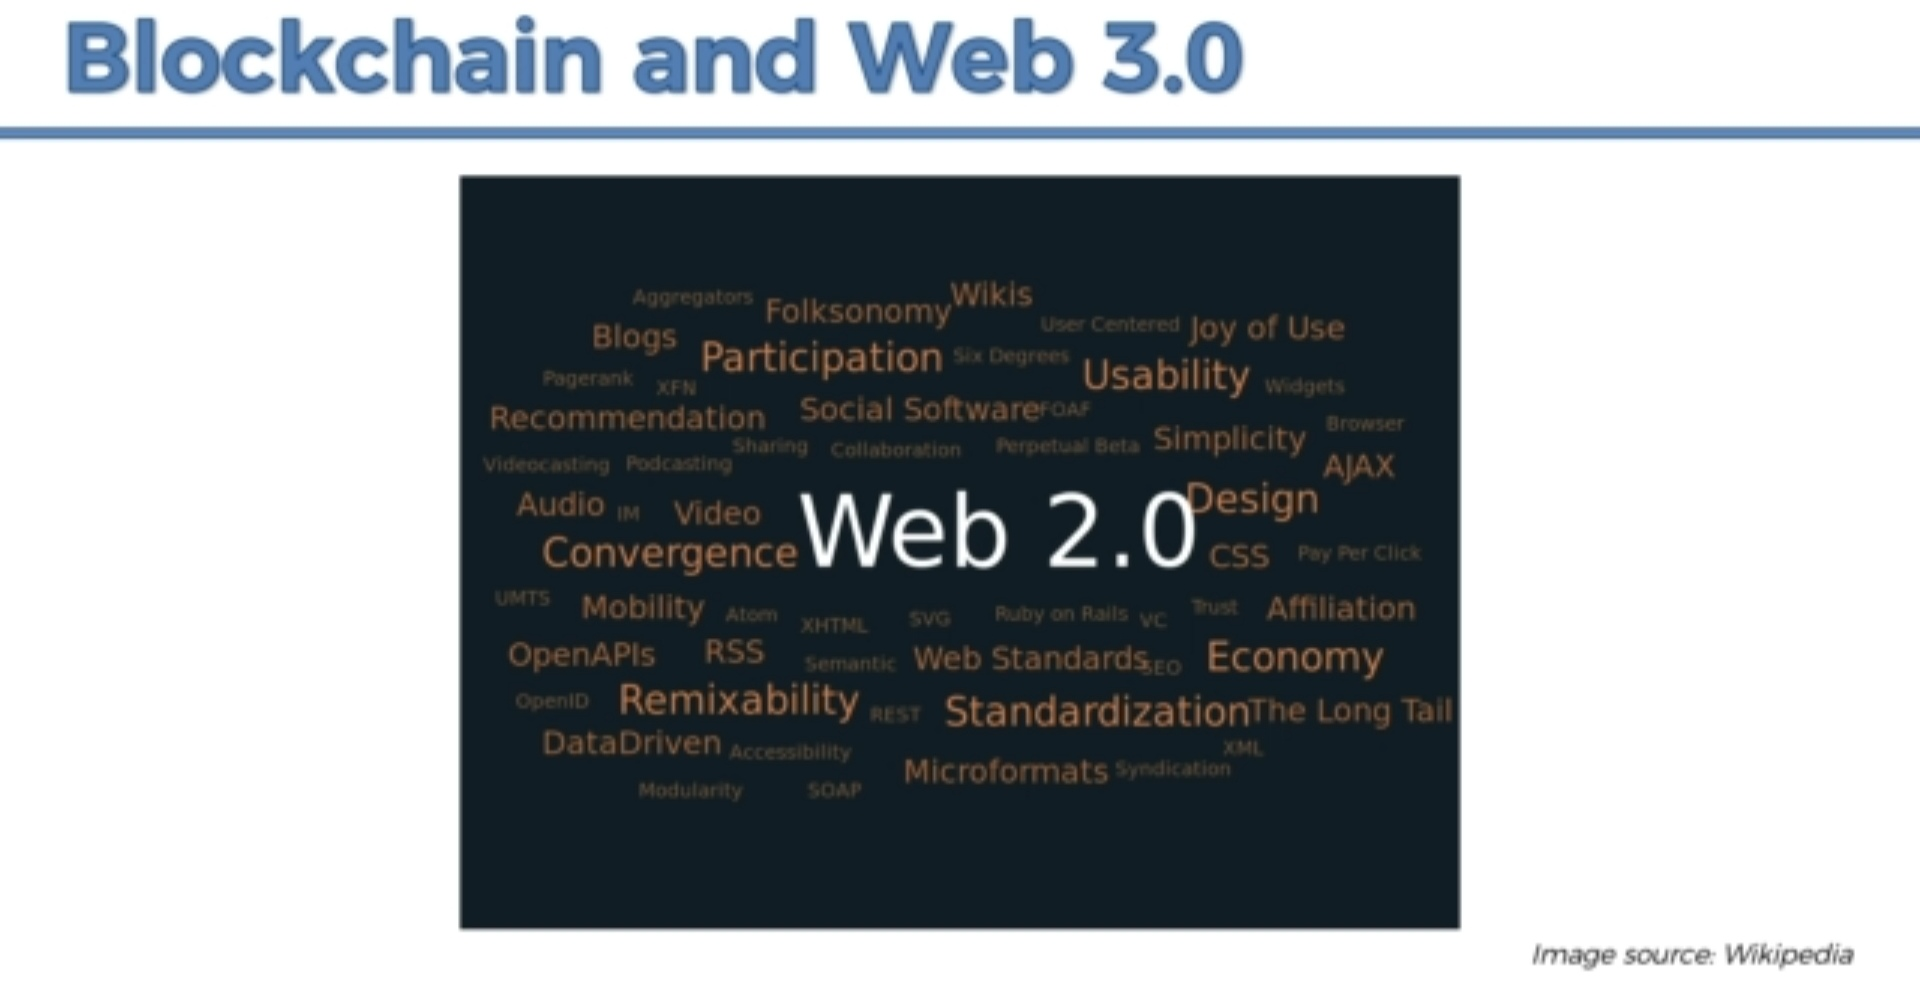 Blockchain and Web 3.0
Aggregators Folksonomy Wikis
Blogs User Centered Joy of Use
Participation Six Degrees Usability Widgets
Pagerank XFN
Recommendation Social Software FOAF Browser
Sharing Collaboration Perpetual Beta Simplicity
Videocasting Podcasting AJAX
Audio IM Video Web 2.0 Design
Convergence CSS Pay Per Click
UMTS Mobility Atom XHTML SVG Ruby on Rails VC Trust Affiliation
OpenAPIs RSS Semantic Web Standards SEO Economy
OpenID Remixability REST Standardization The Long Tail
DataDriven Accessibility XML
Microformats Syndication
Modularity SOAP
Image source: Wikipedia